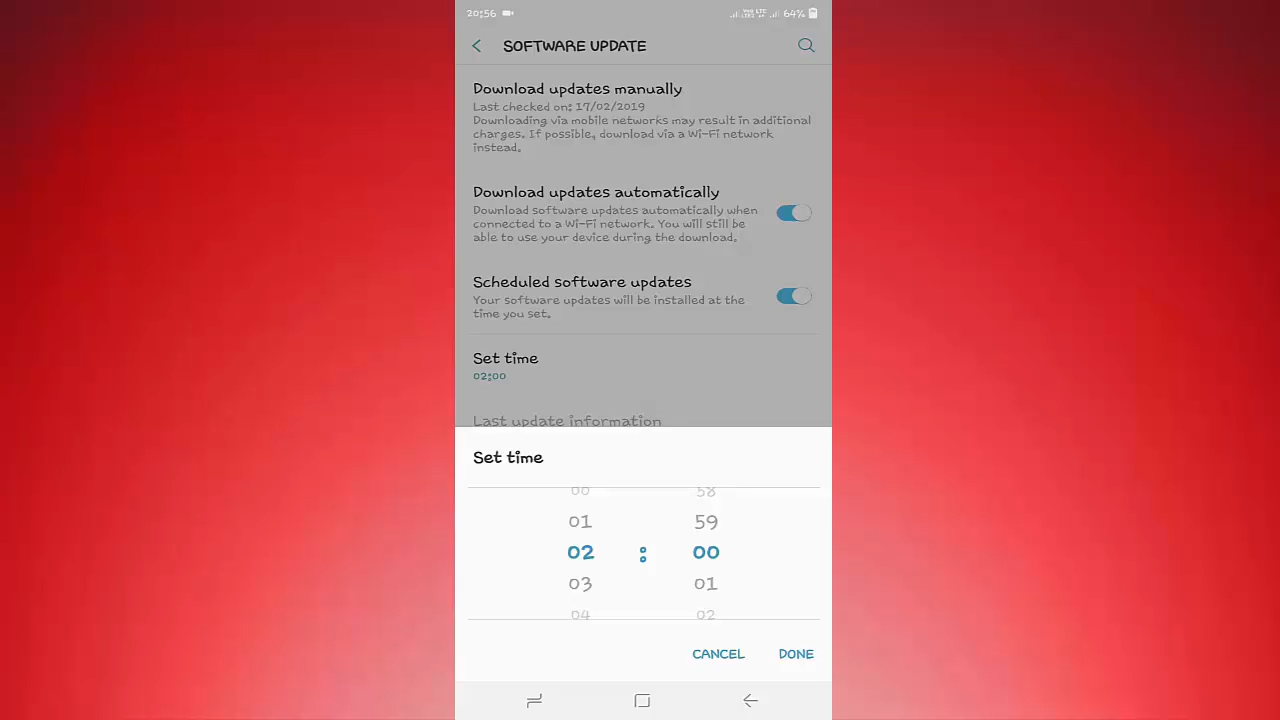 20:56 64%
SOFTWARE UPDATE
Download updates manually
Last checked on: 17/02/2019
Downloading via mobile networks may result in additional
charges. If possible, download via a Wi-Fi network
instead.
Download updates automatically
Download software updates automatically when
connected to a Wi-Fi network. You will still be
able to use your device during the download.
Scheduled software updates
Your software updates will be installed at the
time you set.
Set time
02:00
Last update information
Set time
00 58
01 59
02 : 00
03 01
04 02
CANCEL DONE